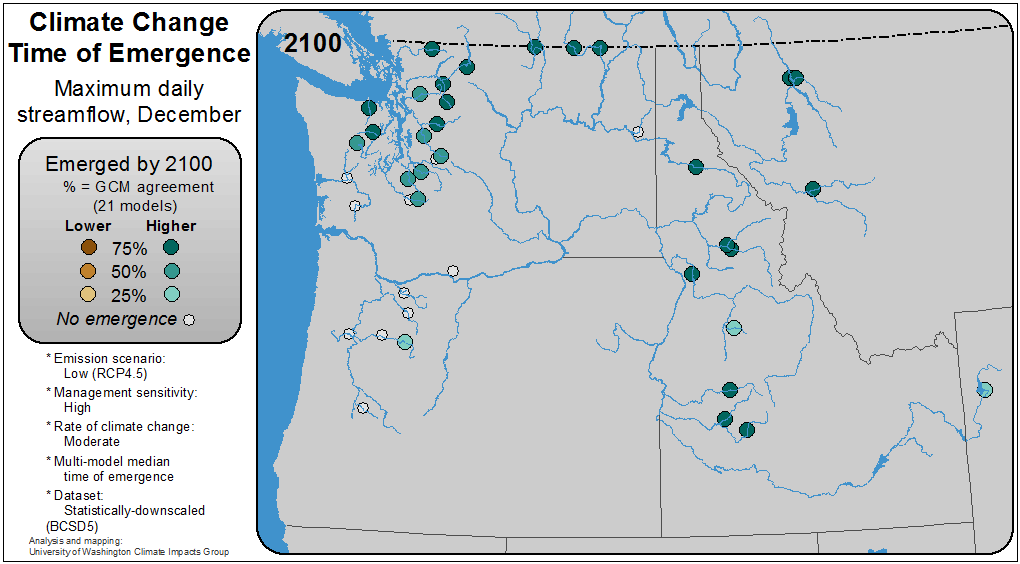 Climate Change
Time of Emergence
Maximum daily
streamflow, December
2100
Emerged by 2100
% = GCM agreement
(21 models)
Lower Higher
75%
50%
25%
No emergence
* Emission scenario:
Low (RCP4.5)
* Management sensitivity:
High
* Rate of climate change:
Moderate
* Multi-model median
time of emergence
* Dataset:
Statistically-downscaled
(BCSD5)
Analysis and mapping:
University of Washington Climate Impacts Group